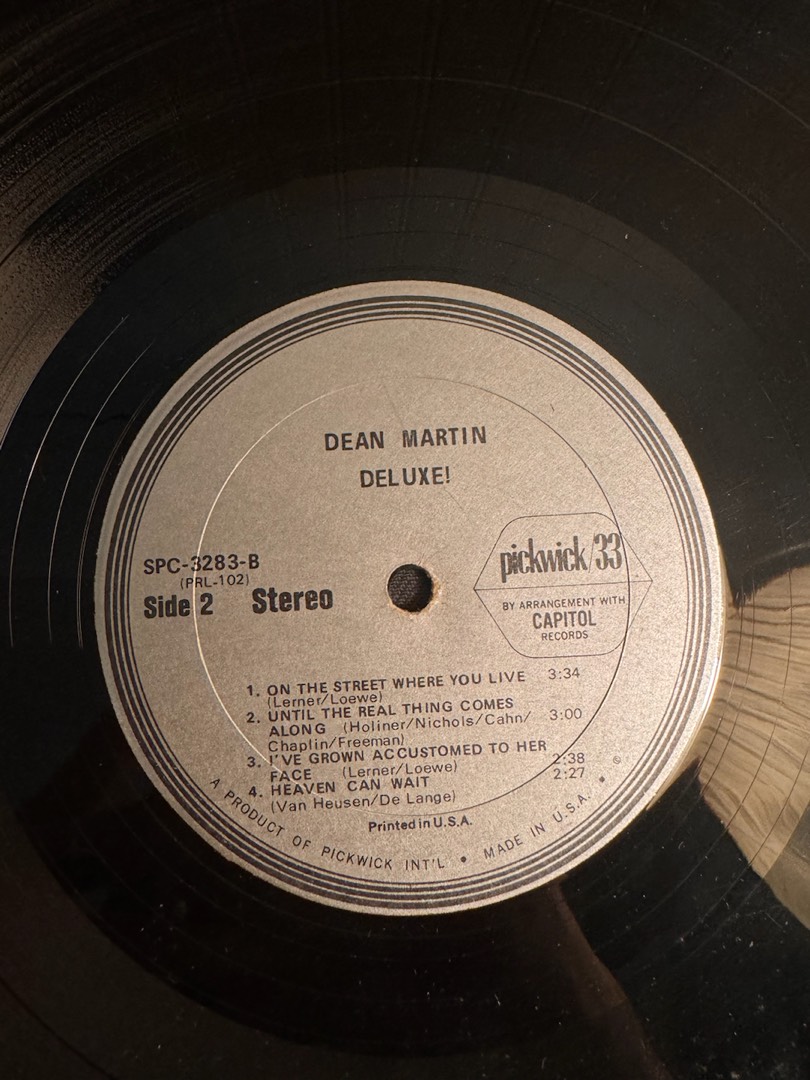 DEAN MARTIN
DELUXE!
SPC-3283-B
(PRL-102)
Side 2 Stereo
pickwick/33
BY ARRANGEMENT WITH
CAPITOL
RECORDS
1. ON THE STREET WHERE YOU LIVE 3:34
(Lerner/Loewe)
2. UNTIL THE REAL THING COMES
ALONG (Holiner/Nichols/Cahn/ 3:00
Chaplin/Freeman)
3. I'VE GROWN ACCUSTOMED TO HER
FACE (Lerner/Loewe) 2:38
4. HEAVEN CAN WAIT 2:27
(Van Heusen/De Lange)
Printed in U.S.A.
A PRODUCT OF PICKWICK INT'L • MADE IN U.S.A. • ®